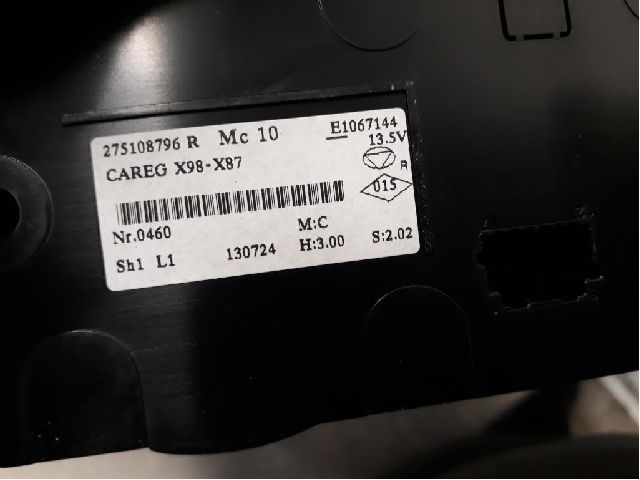 275108796 R Mc 10 E1067144
CAREG X98-X87 13.5V
R
015
Nr.0460 M:C
Sh1 L1 130724 H:3.00 S:2.02